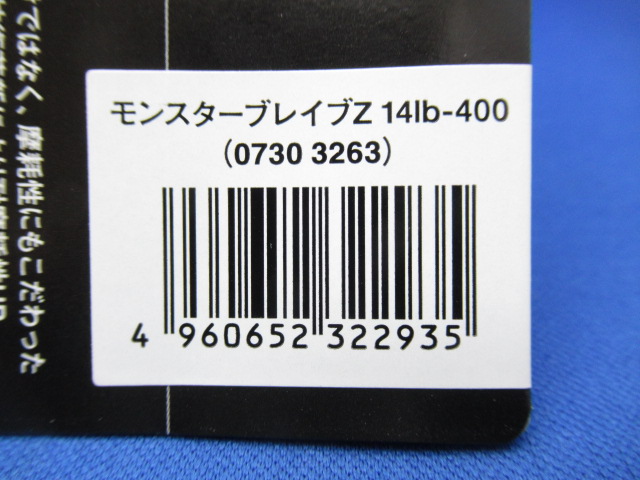 モンスターブレイブZ 14lb-400
(0730 3263)
4 960652 322935
ではなく、摩耗性にもこだわった